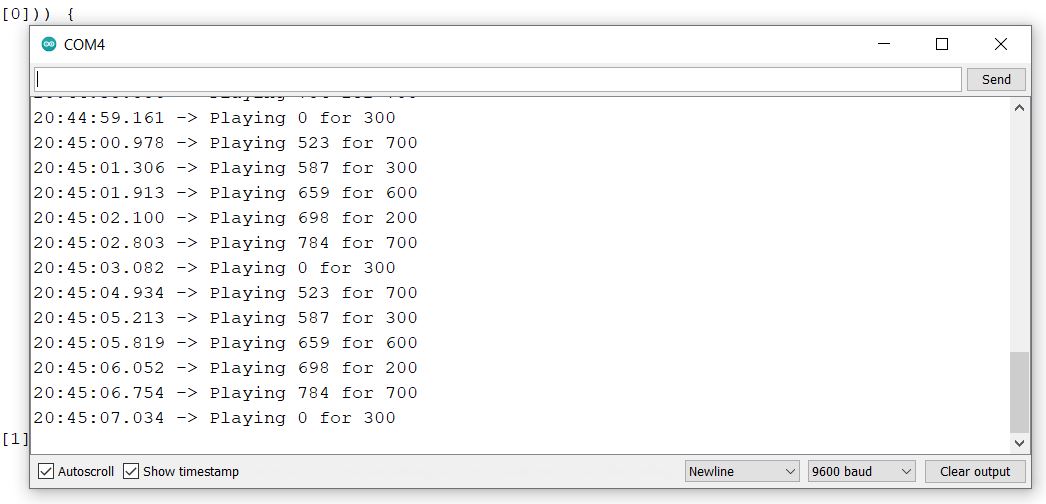 [0])) {
COM4
Send
20:44:59.161 -> Playing 0 for 300
20:45:00.978 -> Playing 523 for 700
20:45:01.306 -> Playing 587 for 300
20:45:01.913 -> Playing 659 for 600
20:45:02.100 -> Playing 698 for 200
20:45:02.803 -> Playing 784 for 700
20:45:03.082 -> Playing 0 for 300
20:45:04.934 -> Playing 523 for 700
20:45:05.213 -> Playing 587 for 300
20:45:05.819 -> Playing 659 for 600
20:45:06.052 -> Playing 698 for 200
20:45:06.754 -> Playing 784 for 700
20:45:07.034 -> Playing 0 for 300
[1]
Autoscroll Show timestamp Newline 9600 baud Clear output